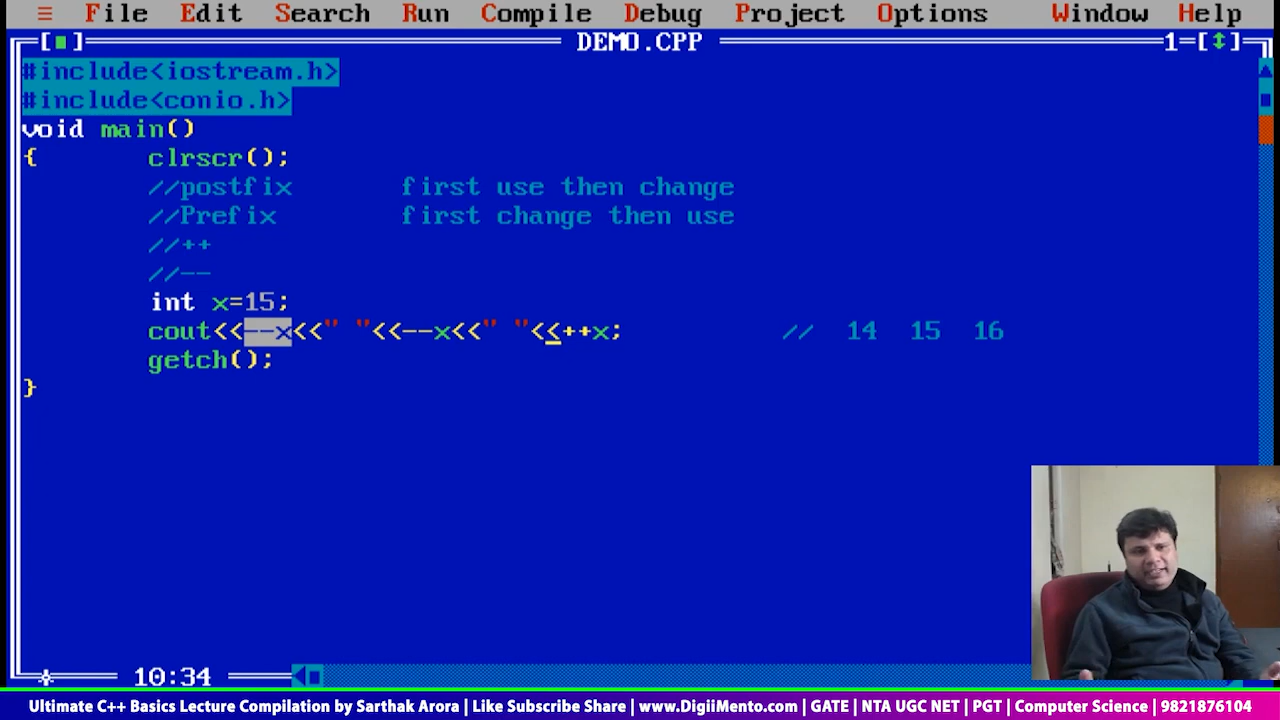 ≡ File Edit Search Run Compile Debug Project Options Window Help
[■] DEMO.CPP 1=[↕]
#include<iostream.h>
#include<conio.h>
void main()
{ clrscr();
//postfix first use then change
//Prefix first change then use
//++
//--
int x=15;
cout<<--x<<" "<<--x<<" "<<++x; // 14 15 16
getch();
}
10:34
Ultimate C++ Basics Lecture Compilation by Sarthak Arora | Like Subscribe Share | www.DigiiMento.com | GATE | NTA UGC NET | PGT | Computer Science | 9821876104